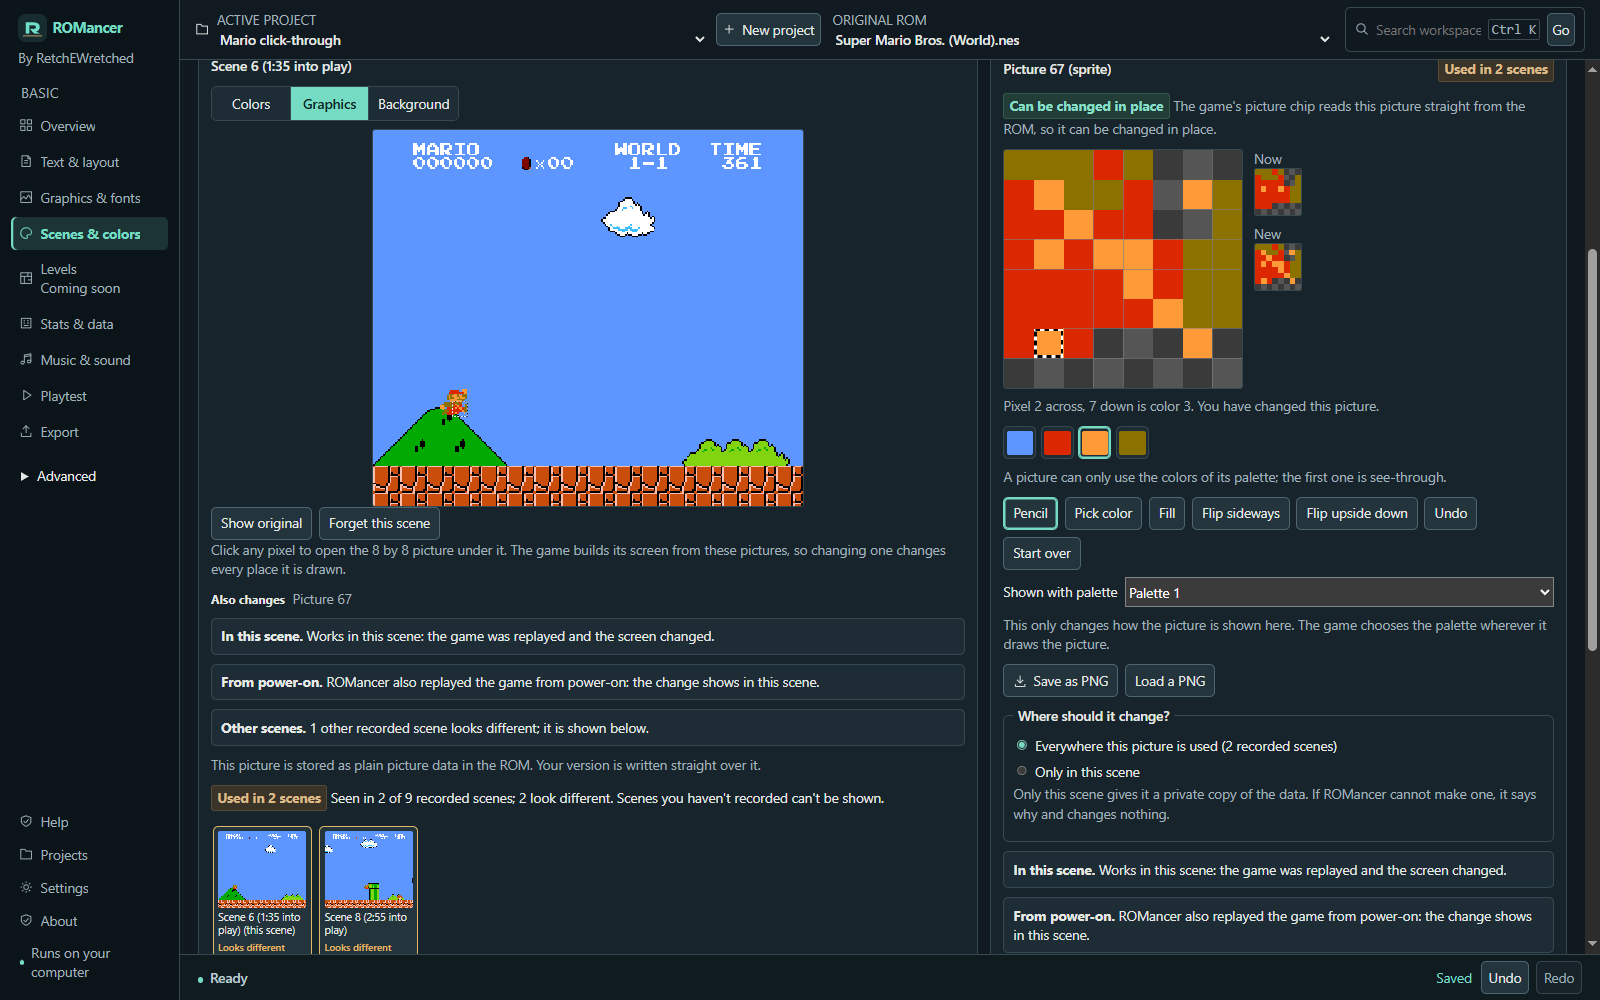 ROMancer
By RetchEWretched
BASIC
Overview
Text & layout
Graphics & fonts
Scenes & colors
Levels
Coming soon
Stats & data
Music & sound
Playtest
Export
Advanced
Help
Projects
Settings
About
Runs on your
computer
ACTIVE PROJECT
Mario click-through
+ New project
ORIGINAL ROM
Super Mario Bros. (World).nes
Search workspace
Ctrl K
Go
Scene 6 (1:35 into play)
Colors
Graphics
Background
MARIO WORLD TIME
000000 x00 1-1 361
Show original
Forget this scene
Click any pixel to open the 8 by 8 picture under it. The game builds its screen from these pictures, so changing one changes
every place it is drawn.
Also changes Picture 67
In this scene. Works in this scene: the game was replayed and the screen changed.
From power-on. ROMancer also replayed the game from power-on: the change shows in this scene.
Other scenes. 1 other recorded scene looks different; it is shown below.
This picture is stored as plain picture data in the ROM. Your version is written straight over it.
Used in 2 scenes Seen in 2 of 9 recorded scenes; 2 look different. Scenes you haven't recorded can't be shown.
Scene 6 (1:35 into
play) (this scene)
Looks different
Scene 8 (2:55 into
play)
Looks different
Picture 67 (sprite)
Used in 2 scenes
Can be changed in place The game's picture chip reads this picture straight from the
ROM, so it can be changed in place.
Now
New
Pixel 2 across, 7 down is color 3. You have changed this picture.
A picture can only use the colors of its palette; the first one is see-through.
Pencil
Pick color
Fill
Flip sideways
Flip upside down
Undo
Start over
Shown with palette
Palette 1
This only changes how the picture is shown here. The game chooses the palette wherever it
draws the picture.
Save as PNG
Load a PNG
Where should it change?
Everywhere this picture is used (2 recorded scenes)
Only in this scene
Only this scene gives it a private copy of the data. If ROMancer cannot make one, it says
why and changes nothing.
In this scene. Works in this scene: the game was replayed and the screen changed.
From power-on. ROMancer also replayed the game from power-on: the change shows
in this scene.
Ready
Saved
Undo
Redo